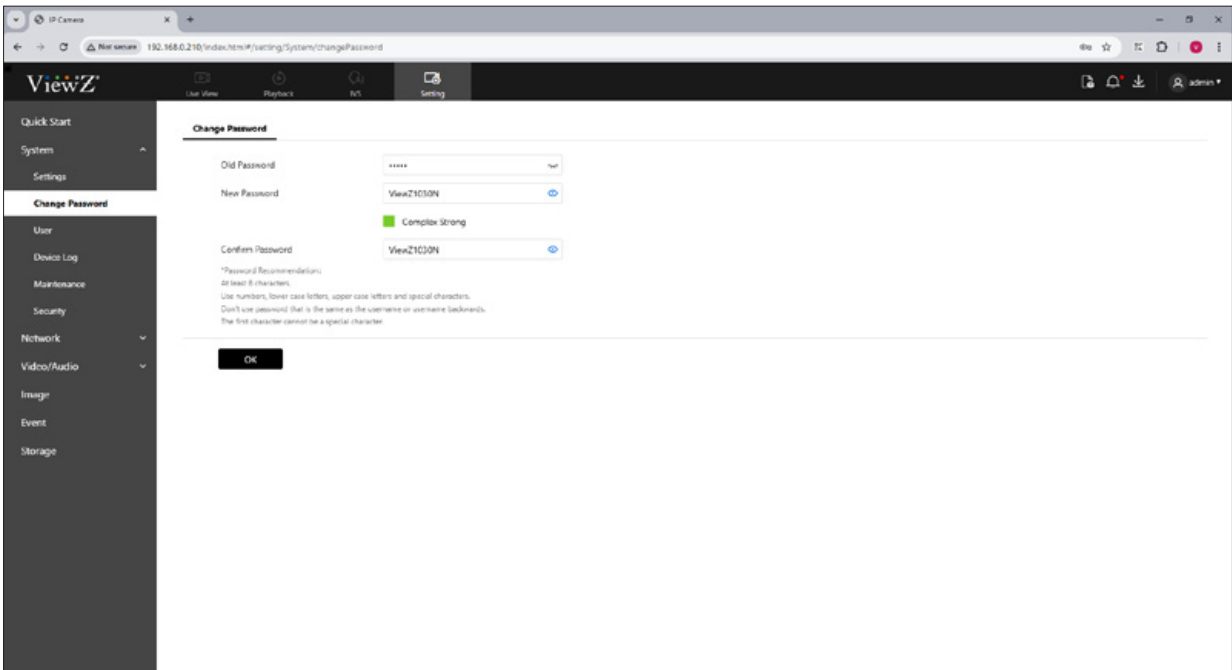 IP Camera
Not secure 192.168.0.210/index.html#/setting/System/changePassword
ViewZ Live View Playback IVS Setting admin
Quick Start
Change Password
System
Old Password •••••
Settings
New Password ViewZ1030N
Change Password
Complex Strong
User
Confirm Password ViewZ1030N
Device Log
*Password Recommendation:
At least 8 characters.
Maintenance
Use numbers, lower case letters, upper case letters and special characters.
Don't use password that is the same as the username or username backwards.
Security
The first character cannot be a special character.
Network
OK
Video/Audio
Image
Event
Storage